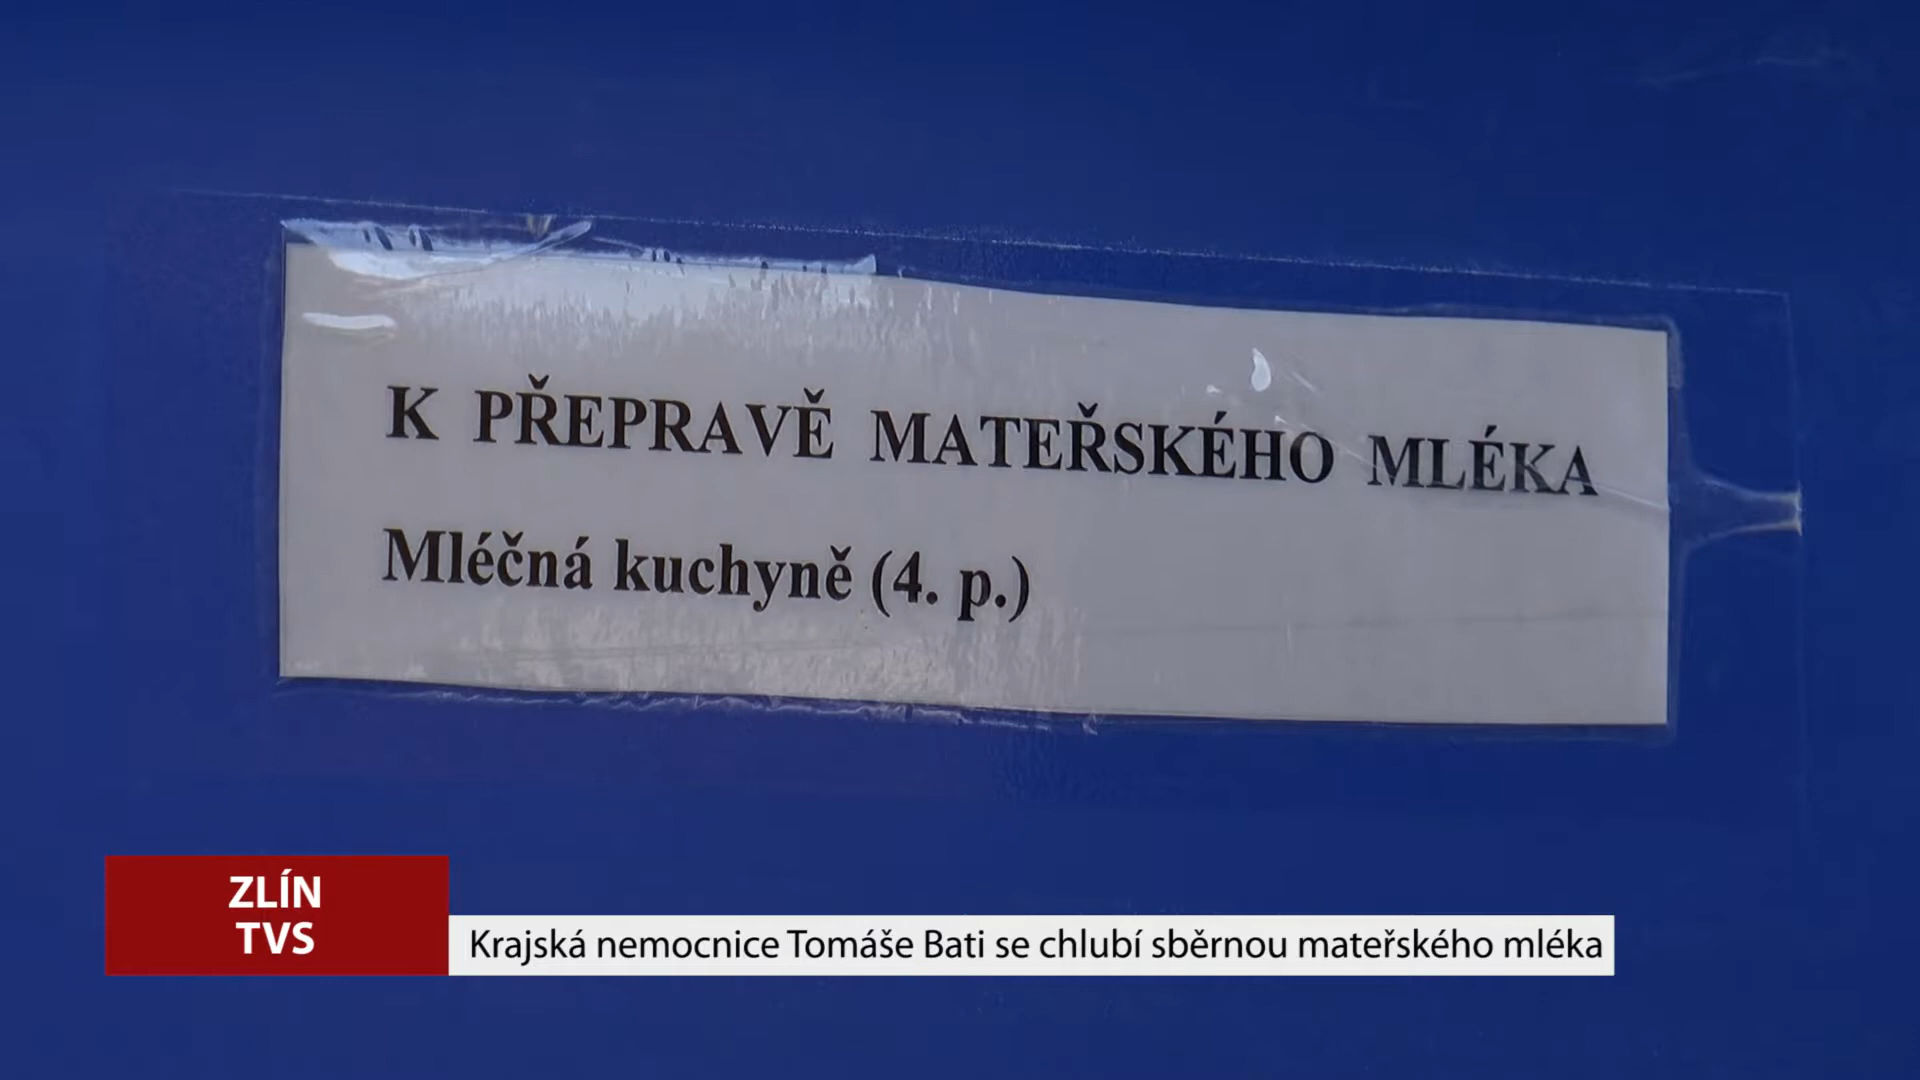 K PŘEPRAVĚ MATEŘSKÉHO MLÉKA
Mléčná kuchyně (4. p.)
ZLÍN
TVS
Krajská nemocnice Tomáše Bati se chlubí sběrnou mateřského mléka